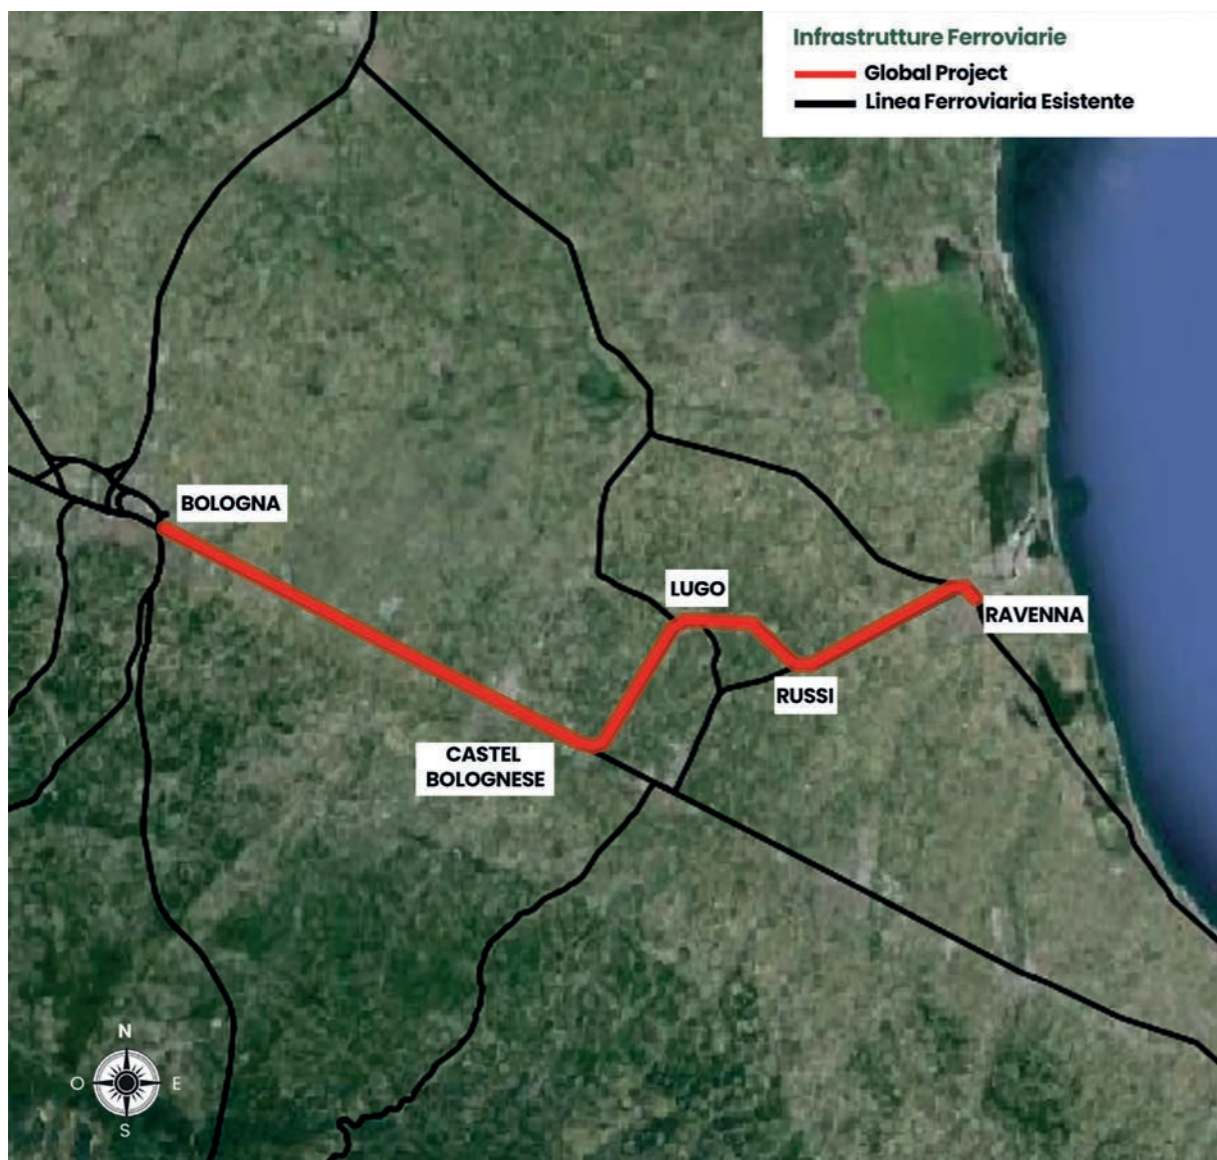 Infrastrutture Ferroviarie
Global Project
Linea Ferroviaria Esistente
BOLOGNA
LUGO
RAVENNA
RUSSI
CASTEL
BOLOGNESE
N
O
E
S